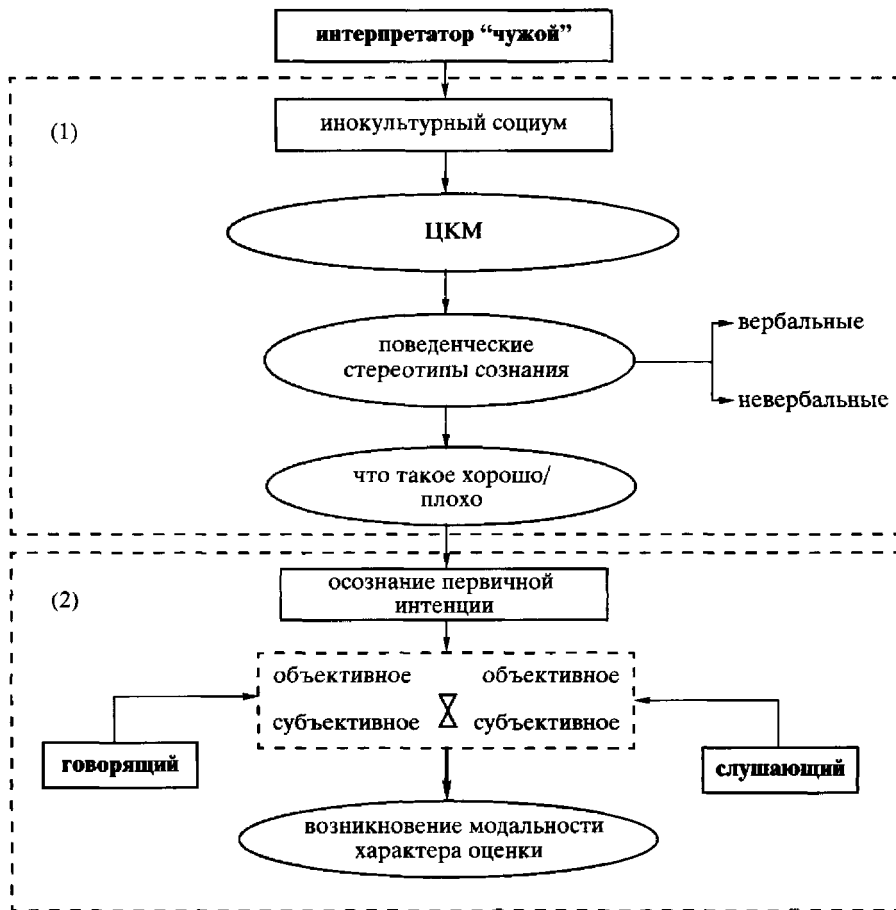 интерпретатор “чужой”
(1)
инокультурный социум
ЦКМ
поведенческие
стереотипы сознания
вербальные
невербальные
что такое хорошо/
плохо
(2)
осознание первичной
интенции
объективное объективное
субъективное субъективное
говорящий
слушающий
возникновение модальности
характера оценки